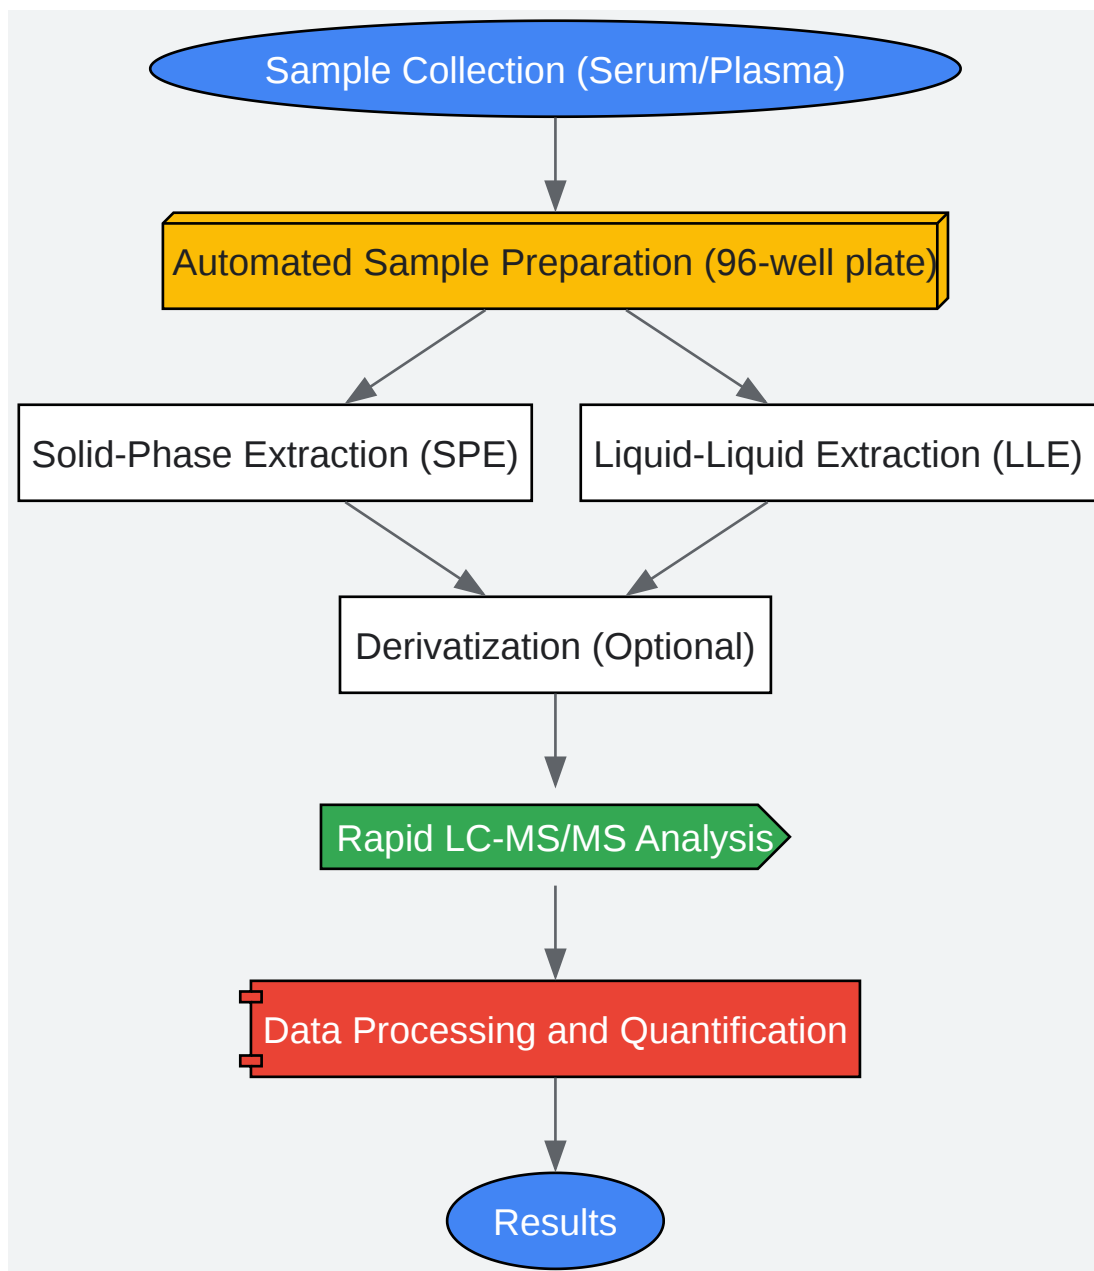 Sample Collection (Serum/Plasma)
Automated Sample Preparation (96-well plate)
Solid-Phase Extraction (SPE)
Liquid-Liquid Extraction (LLE)
Derivatization (Optional)
Rapid LC-MS/MS Analysis
Data Processing and Quantification
Results